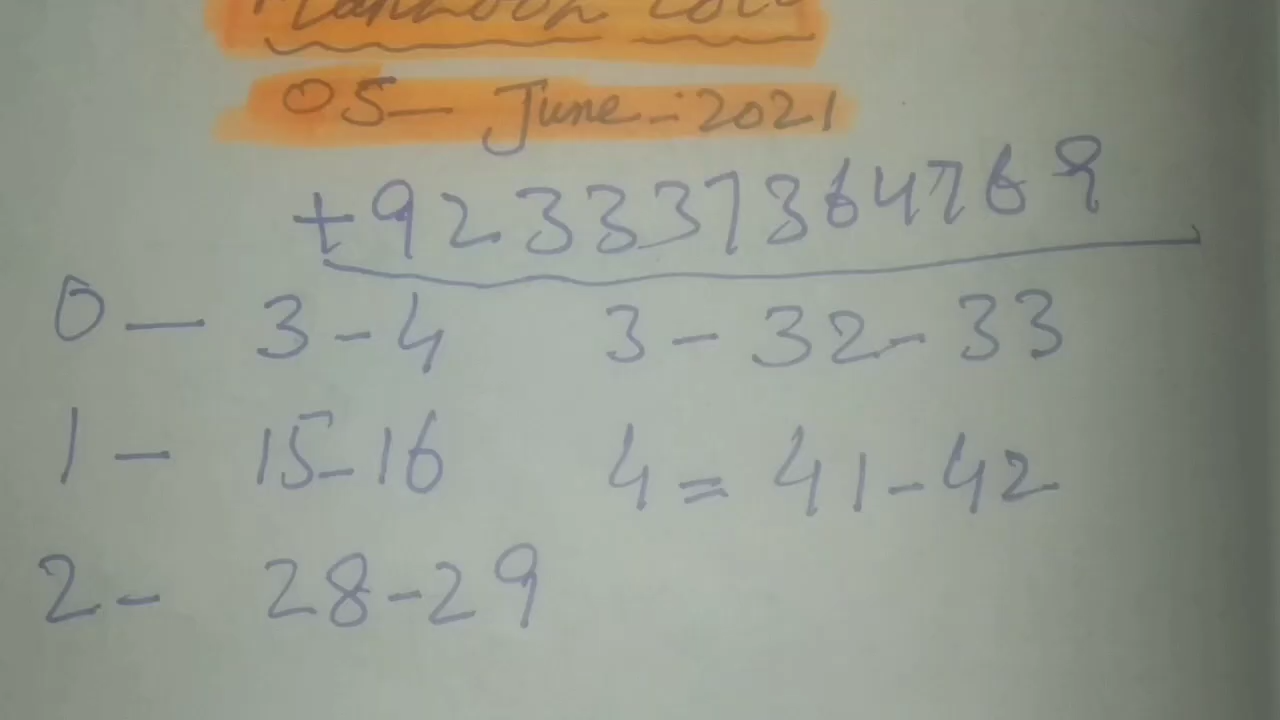 05- June-2021
+923337364769
0- 3-4 3-32-33
1- 15-16 4=41-42
2- 28-29